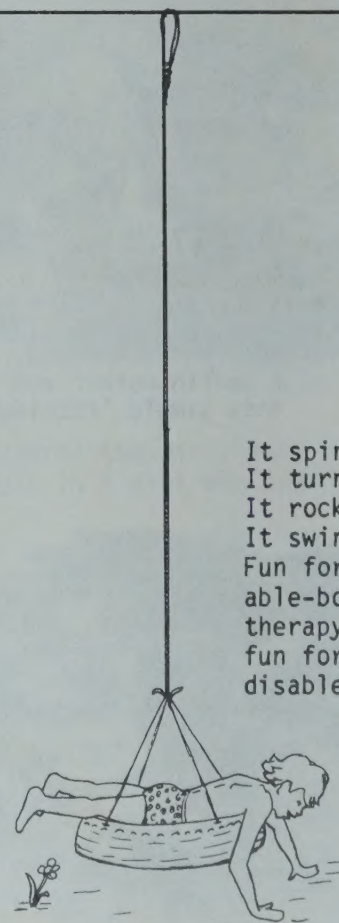 It spin
It turn
It rock
It swin
Fun for
able-bo
therapy
fun for
disable